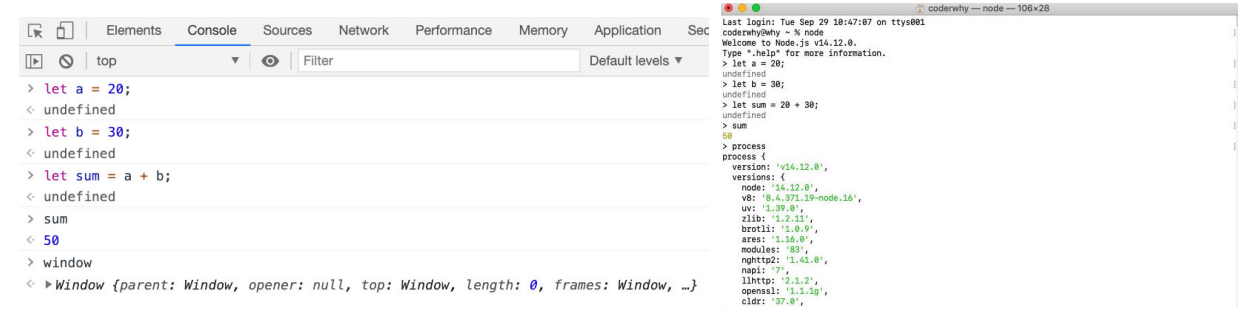 Elements Console Sources Network Performance Memory Application Sec
top ▼ Filter Default levels ▼
> let a = 20;
< undefined
> let b = 30;
< undefined
> let sum = a + b;
< undefined
> sum
< 50
> window
< ▶ Window {parent: Window, opener: null, top: Window, length: 0, frames: Window, …}
coderwhy — node — 106×28
Last login: Tue Sep 29 10:47:07 on ttys001
coderwhy@why ~ % node
Welcome to Node.js v14.12.0.
Type ".help" for more information.
> let a = 20;
undefined
> let b = 30;
undefined
> let sum = 20 + 30;
undefined
> sum
50
> process
process {
  version: 'v14.12.0',
  versions: {
    node: '14.12.0',
    v8: '8.4.371.19-node.16',
    uv: '1.39.0',
    zlib: '1.2.11',
    brotli: '1.0.9',
    ares: '1.16.0',
    modules: '83',
    nghttp2: '1.41.0',
    napi: '7',
    llhttp: '2.1.2',
    openssl: '1.1.1g',
    cldr: '37.0',